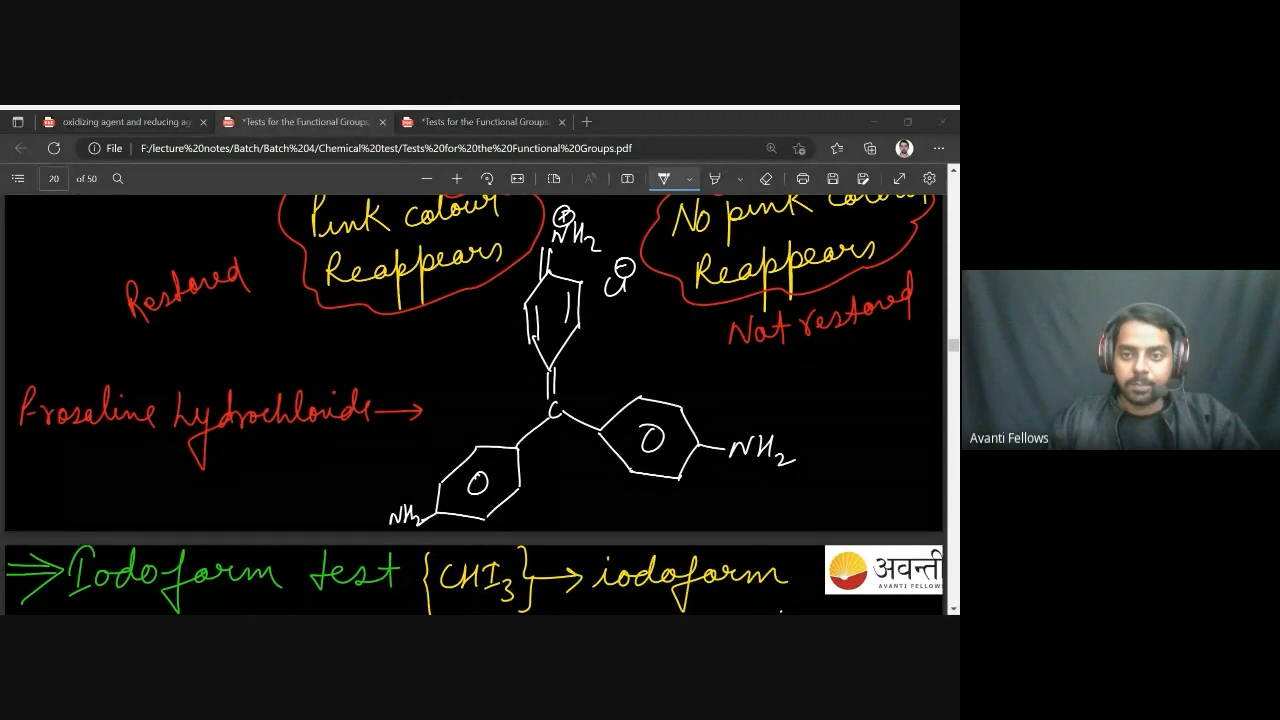 oxidizing agent and reducing ag
*Tests for the Functional Groups.
*Tests for the Functional Groups.
File F:/lecture%20notes/Batch/Batch%204/Chemical%20test/Tests%20for%20the%20Functional%20Groups.pdf
20 of 50
Pink colour
Reappears
Restored
⊕
NH2
Cl ⊖
No pink colour
Reappears
Not restored
P-rosaline hydrochloride →
C
NH2
NH2
⇒ Iodoform test {CHI3} → iodoform
अवन्ती
AVANTI FELLOWS
Avanti Fellows